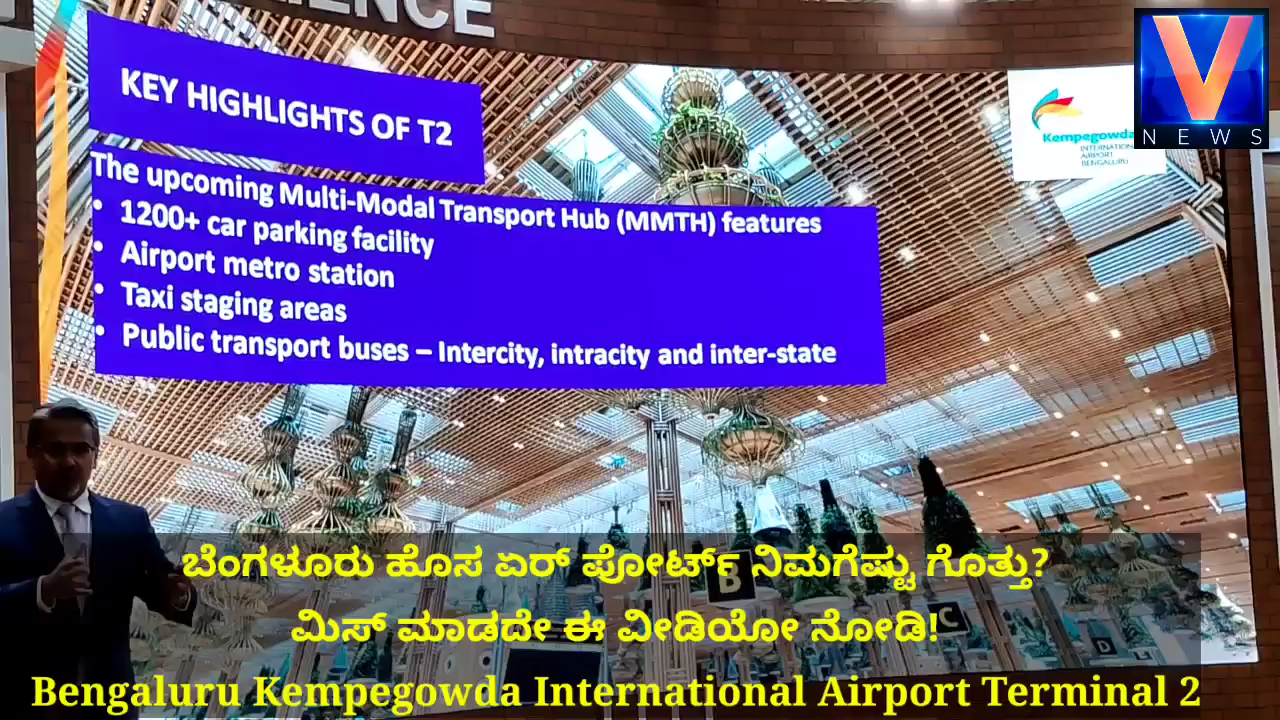 KEY HIGHLIGHTS OF T2
V
NEWS
Kempegowda
INTERNATIONAL
AIRPORT
BENGALURU
The upcoming Multi-Modal Transport Hub (MMTH) features
• 1200+ car parking facility
• Airport metro station
• Taxi staging areas
• Public transport buses – Intercity, intracity and inter-state
B
C
D
ಬೆಂಗಳೂರು ಹೊಸ ಏರ್ ಪೋರ್ಟ್ ನಿಮಗೆಷ್ಟು ಗೊತ್ತು?
ಮಿಸ್ ಮಾಡದೇ ಈ ವೀಡಿಯೋ ನೋಡಿ!
Bengaluru Kempegowda International Airport Terminal 2